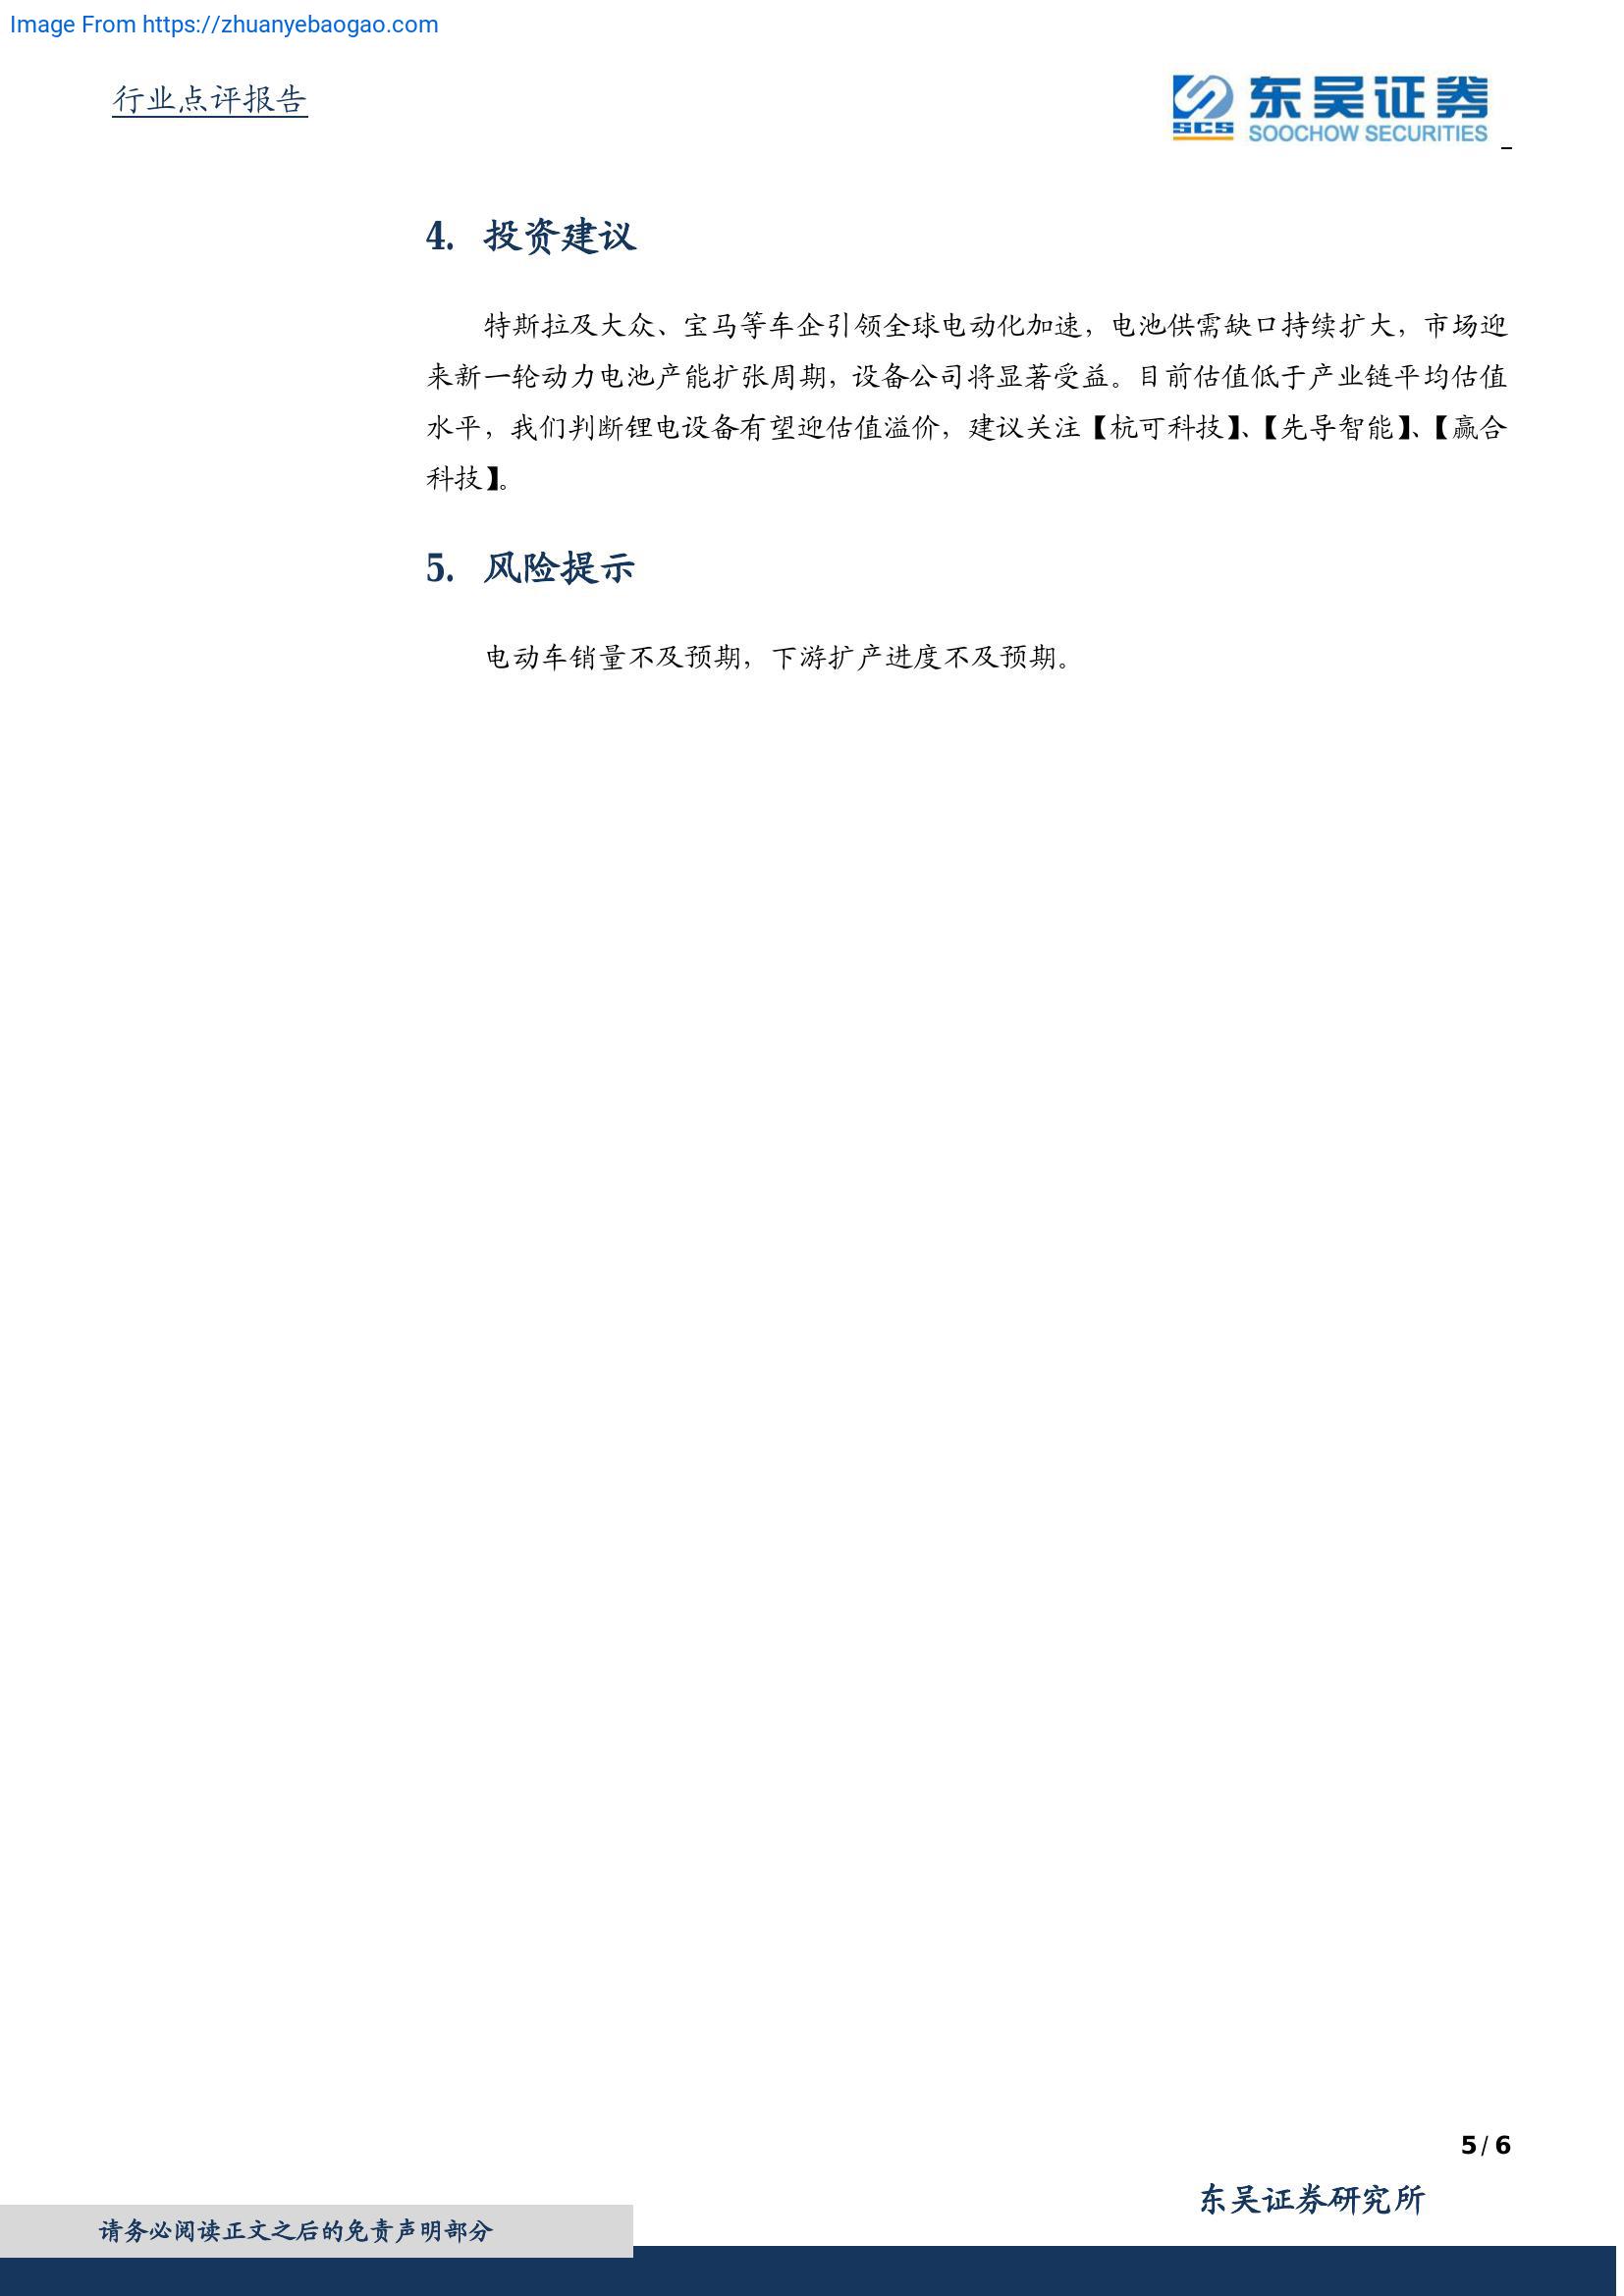 Image From https://zhuanyebaogao.com
行业点评报告
东吴证券
SCS
SOOCHOW SECURITIES
4. 投资建议
特斯拉及大众、宝马等车企引领全球电动化加速，电池供需缺口持续扩大，市场迎
来新一轮动力电池产能扩张周期，设备公司将显著受益。目前估值低于产业链平均估值
水平，我们判断锂电设备有望迎估值溢价，建议关注【杭可科技】、【先导智能】、【赢合
科技】。
5. 风险提示
电动车销量不及预期，下游扩产进度不及预期。
5 / 6
东吴证券研究所
请务必阅读正文之后的免责声明部分